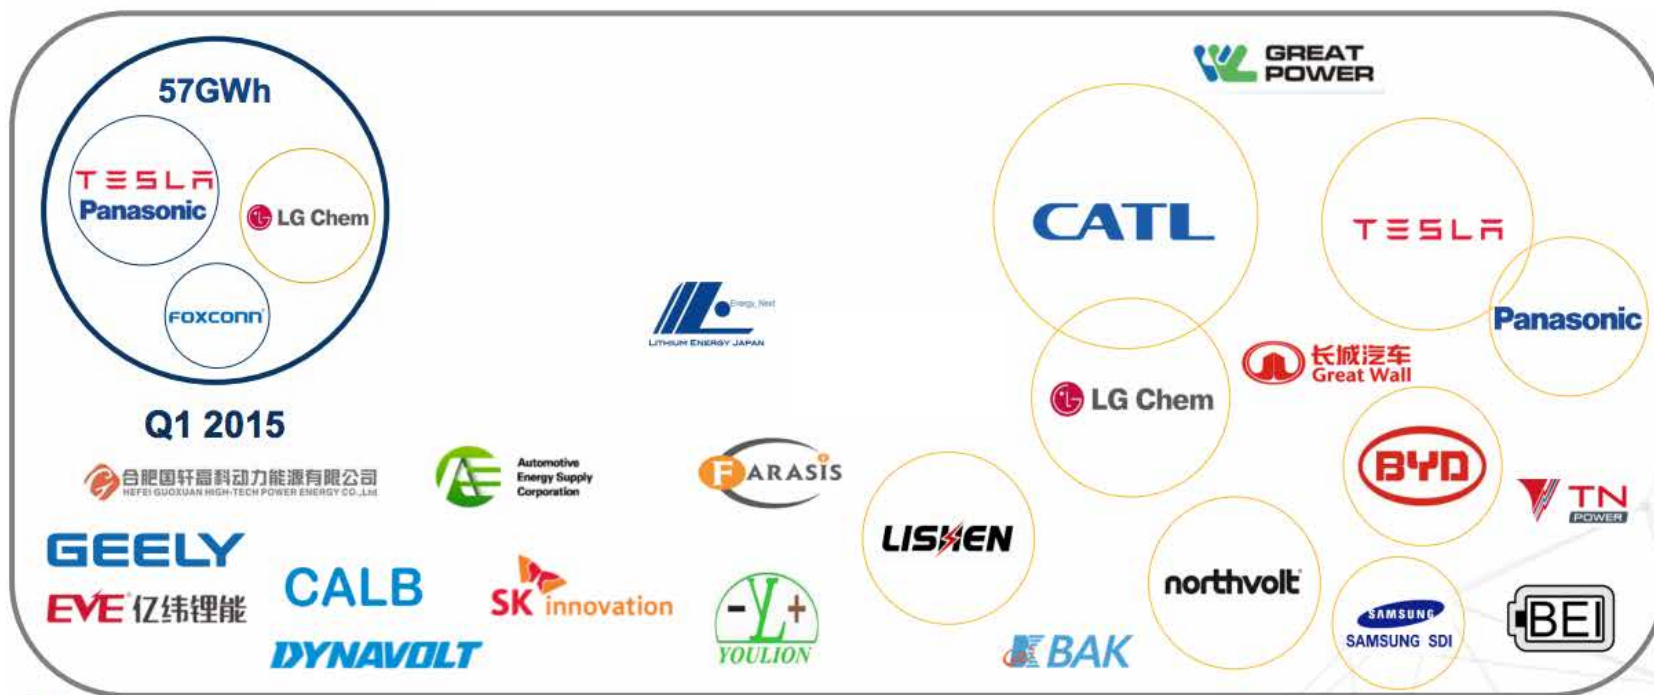 57GWh
TESLA
Panasonic
LG Chem
FOXCONN
Q1 2015
合肥国轩高科动力能源有限公司
HEFEI GUOXUAN HIGH-TECH POWER ENERGY CO.,Ltd
GEELY
EVE 亿纬锂能
CALB
DYNAVOLT
AE
Automotive
Energy Supply
Corporation
SK innovation
Energy, Next
LITHIUM ENERGY JAPAN
FARASIS
- Y +
YOULION
GREAT
POWER
CATL
LG Chem
LISHEN
BAK
TESLA
Panasonic
长城汽车
Great Wall
BYD
TN
POWER
northvolt
SAMSUNG
SAMSUNG SDI
BEI